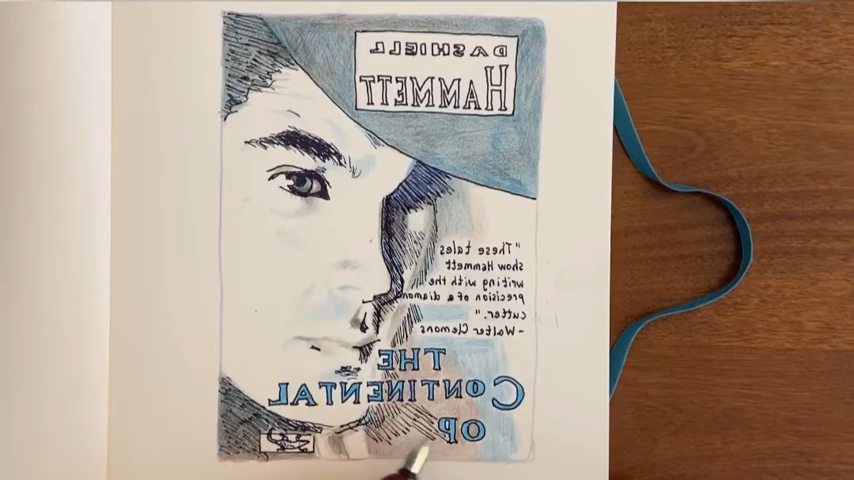 DASHIELL
HAMMETT
"These tales
show Hammett
writing with the
precision of a diamond
cutter."
-Walter Clemons
THE
CONTINENTAL
OP